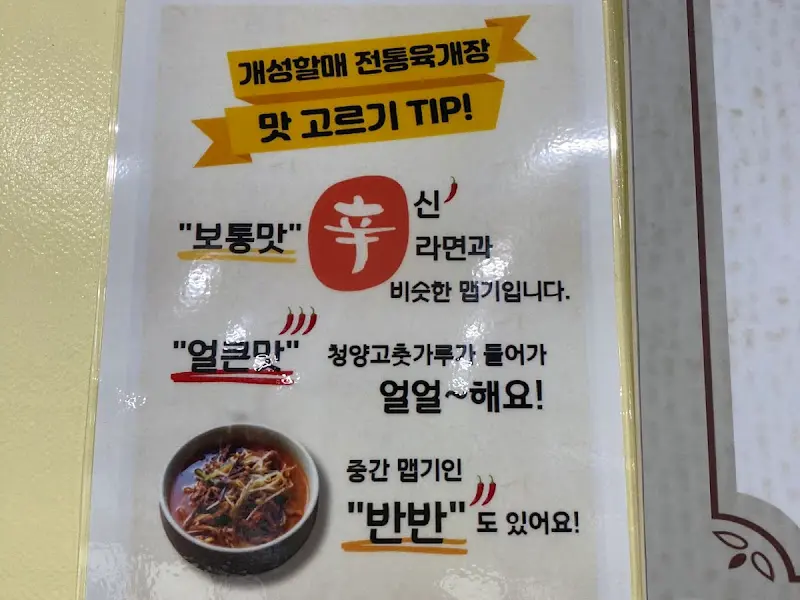 개성할매 전통육개장
맛 고르기 TIP!
"보통맛" 辛 신
라면과
비슷한 맵기입니다.
"얼큰맛" 청양고춧가루가 들어가
얼얼~해요!
중간 맵기인
"반반" 도 있어요!